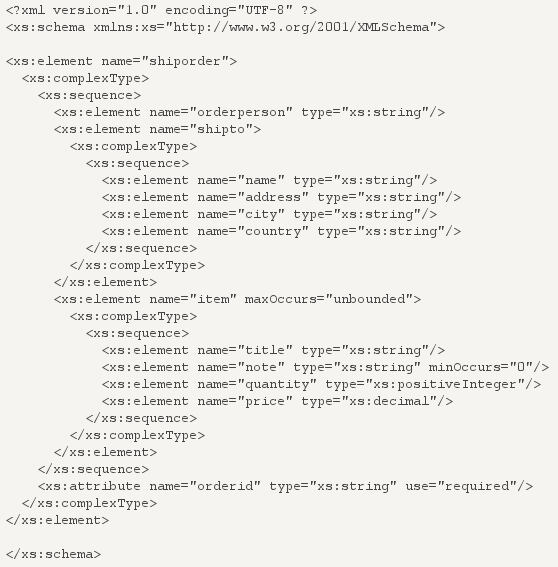 <?xml version="1.0" encoding="UTF-8" ?>
<xs:schema xmlns:xs="http://www.w3.org/2001/XMLSchema">

<xs:element name="shiporder">
  <xs:complexType>
    <xs:sequence>
      <xs:element name="orderperson" type="xs:string"/>
      <xs:element name="shipto">
        <xs:complexType>
          <xs:sequence>
            <xs:element name="name" type="xs:string"/>
            <xs:element name="address" type="xs:string"/>
            <xs:element name="city" type="xs:string"/>
            <xs:element name="country" type="xs:string"/>
          </xs:sequence>
        </xs:complexType>
      </xs:element>
      <xs:element name="item" maxOccurs="unbounded">
        <xs:complexType>
          <xs:sequence>
            <xs:element name="title" type="xs:string"/>
            <xs:element name="note" type="xs:string" minOccurs="0"/>
            <xs:element name="quantity" type="xs:positiveInteger"/>
            <xs:element name="price" type="xs:decimal"/>
          </xs:sequence>
        </xs:complexType>
      </xs:element>
    </xs:sequence>
    <xs:attribute name="orderid" type="xs:string" use="required"/>
  </xs:complexType>
</xs:element>

</xs:schema>